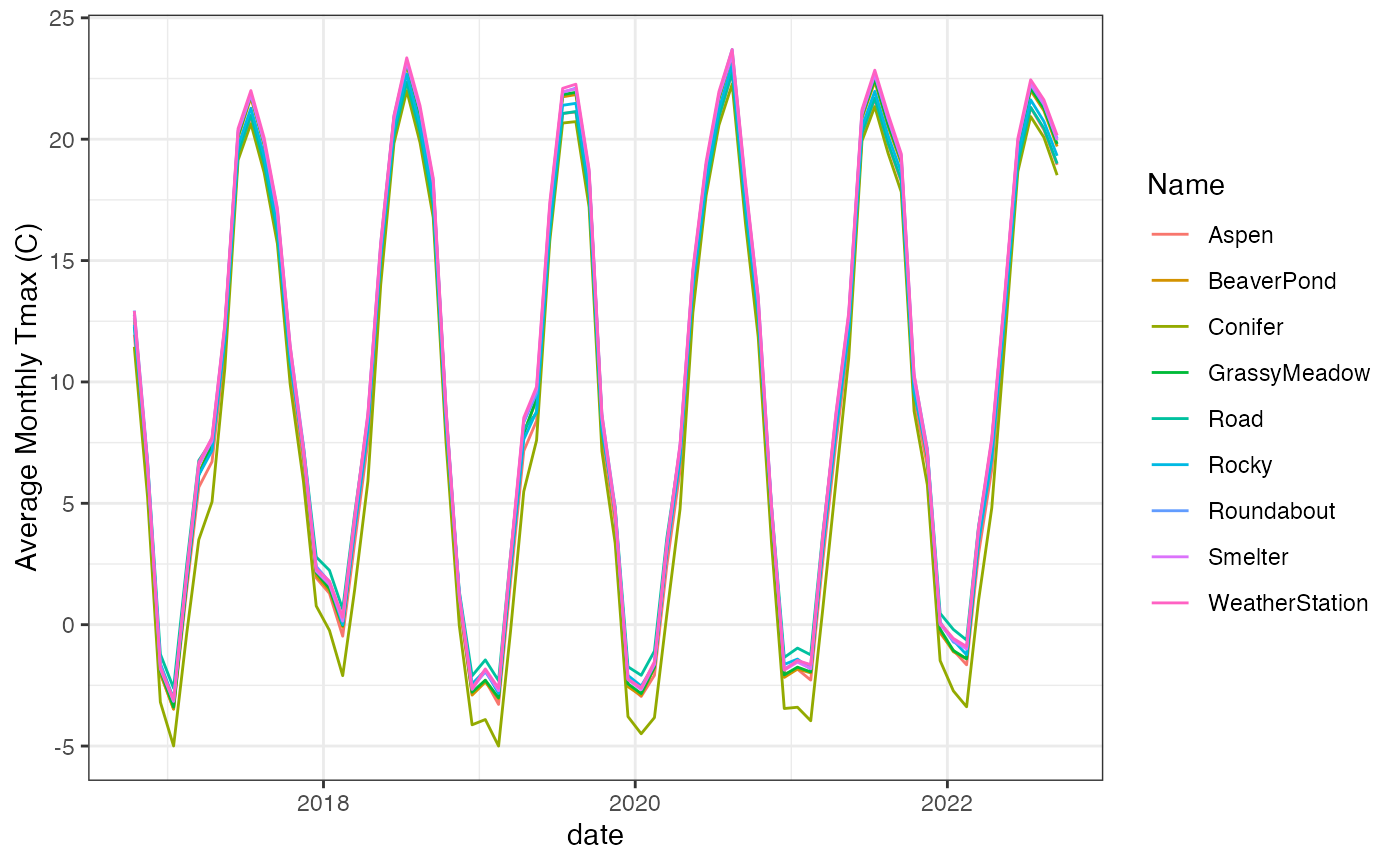 25
20
15
10
5
0
-5
Average Monthly Tmax (C)
2018
2020
2022
date
Name
Aspen
BeaverPond
Conifer
GrassyMeadow
Road
Rocky
Roundabout
Smelter
WeatherStation